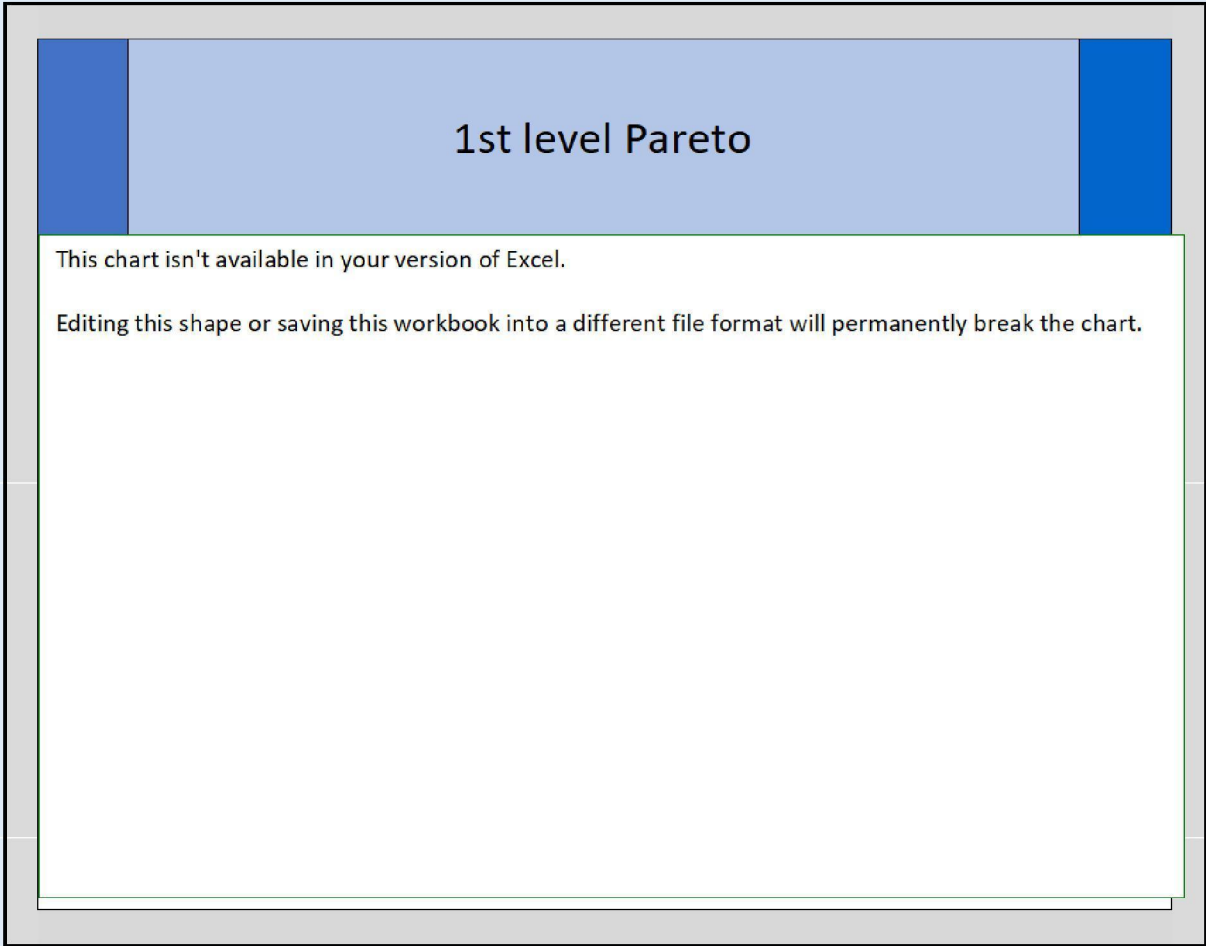 1st level Pareto
This chart isn't available in your version of Excel.
Editing this shape or saving this workbook into a different file format will permanently break the chart.